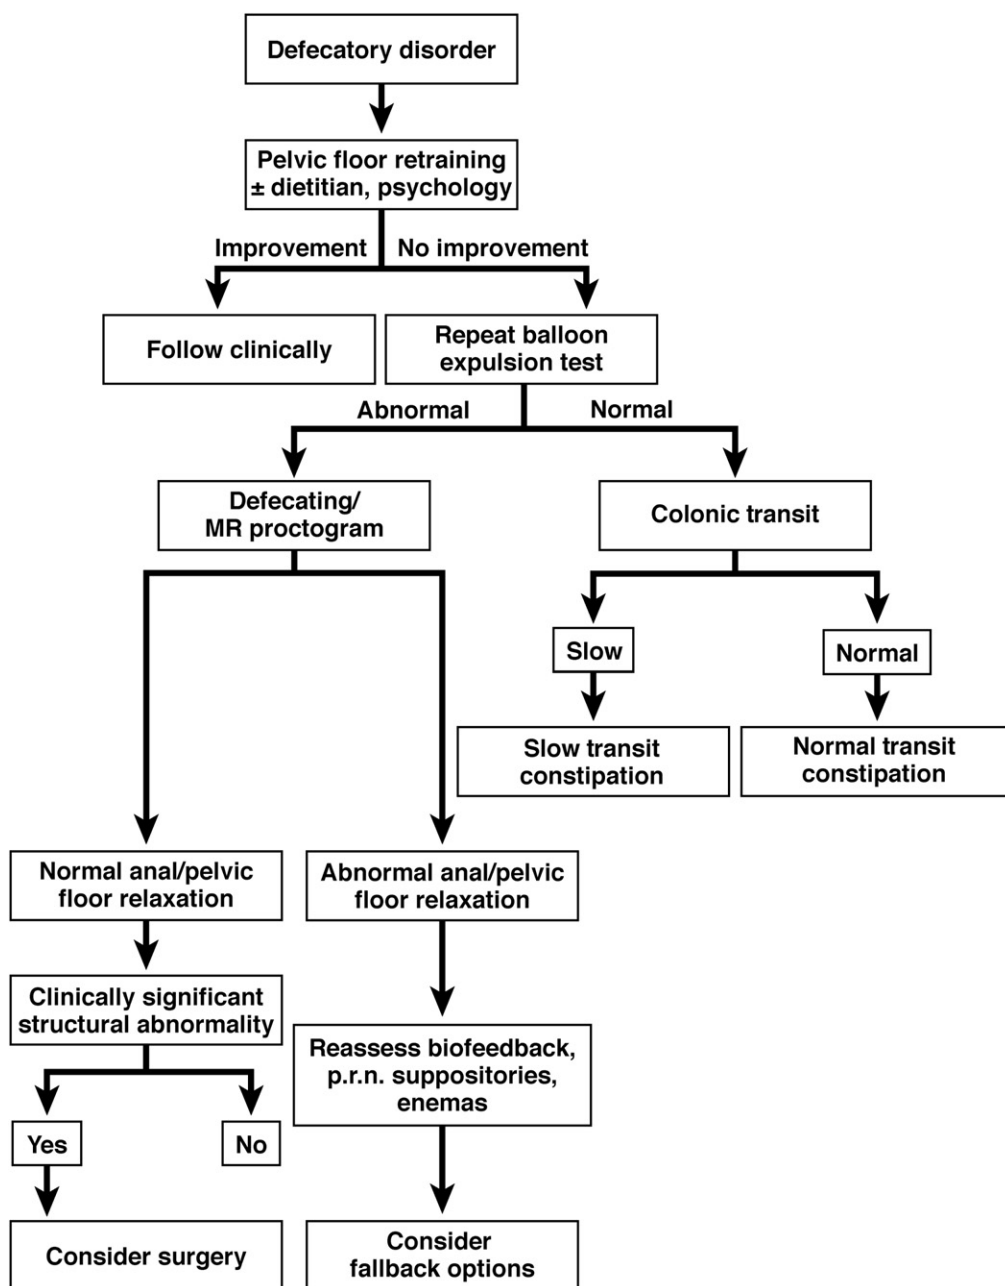 Defecatory disorder
Pelvic floor retraining
± dietitian, psychology
Improvement
No improvement
Follow clinically
Repeat balloon
expulsion test
Abnormal
Normal
Defecating/
MR proctogram
Colonic transit
Slow
Normal
Slow transit
constipation
Normal transit
constipation
Normal anal/pelvic
floor relaxation
Abnormal anal/pelvic
floor relaxation
Clinically significant
structural abnormality
Reassess biofeedback,
p.r.n. suppositories,
enemas
Yes
No
Consider surgery
Consider
fallback options